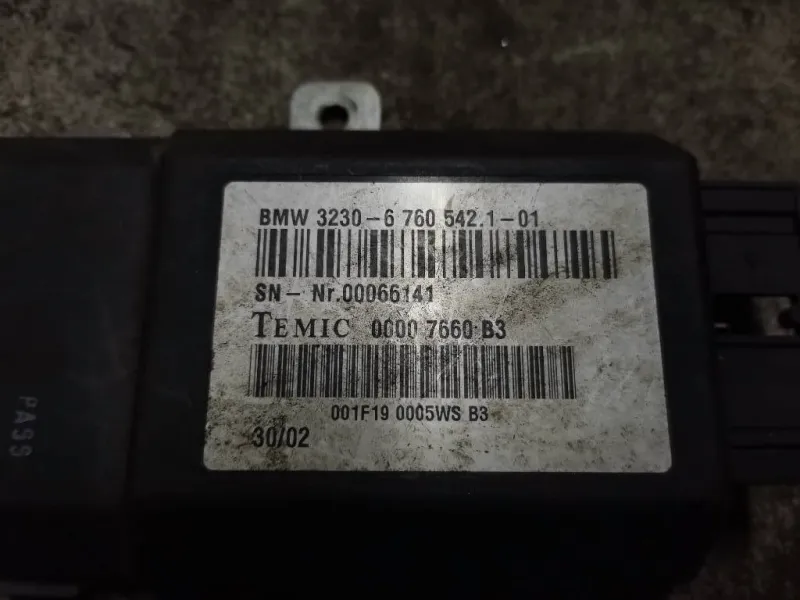 BMW 3230-6 760 542.1-01
SN- Nr.00066141
TEMIC 0000 7660 B3
001F19 0005WS B3
30/02
PASS